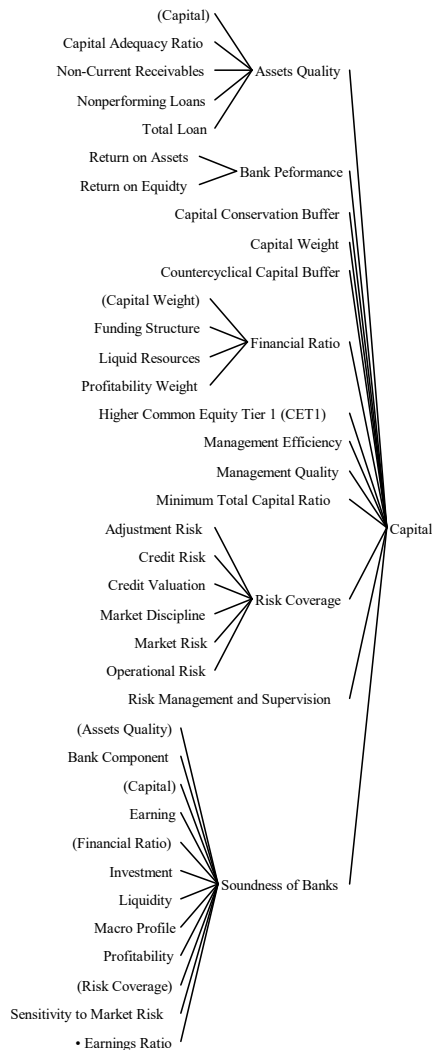 (Capital)
Capital Adequacy Ratio
Non-Current Receivables
Assets Quality
Nonperforming Loans
Total Loan
Return on Assets
Bank Peformance
Return on Equidty
Capital Conservation Buffer
Capital Weight
Countercyclical Capital Buffer
(Capital Weight)
Funding Structure
Financial Ratio
Liquid Resources
Profitability Weight
Higher Common Equity Tier 1 (CET1)
Management Efficiency
Management Quality
Minimum Total Capital Ratio
Capital
Adjustment Risk
Credit Risk
Credit Valuation
Risk Coverage
Market Discipline
Market Risk
Operational Risk
Risk Management and Supervision
(Assets Quality)
Bank Component
(Capital)
Earning
(Financial Ratio)
Investment
Soundness of Banks
Liquidity
Macro Profile
Profitability
(Risk Coverage)
Sensitivity to Market Risk
• Earnings Ratio